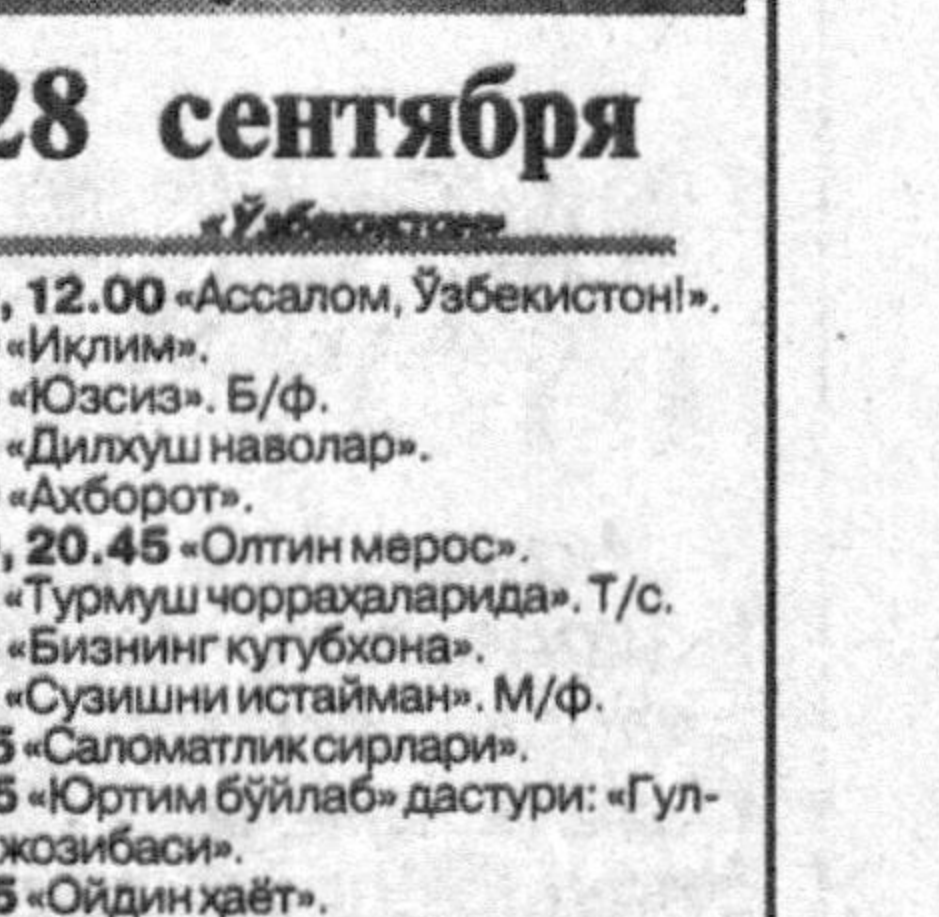 28 сентября
«Ўзбекистон»
, 12.00 «Ассалом, Ўзбекистон!».
«Иқлим».
«Юзсиз». Б/ф.
«Дилхуш наволар».
«Ахборот».
, 20.45 «Олтин мерос».
«Турмуш чорраҳаларида». Т/с.
«Бизнинг кутубхона».
«Сузишни истайман». М/ф.
5 «Саломатлик сирлари».
5 «Юртим бўйлаб» дастури: «Гул-
жозибаси».
5 «Ойдин ҳаёт».